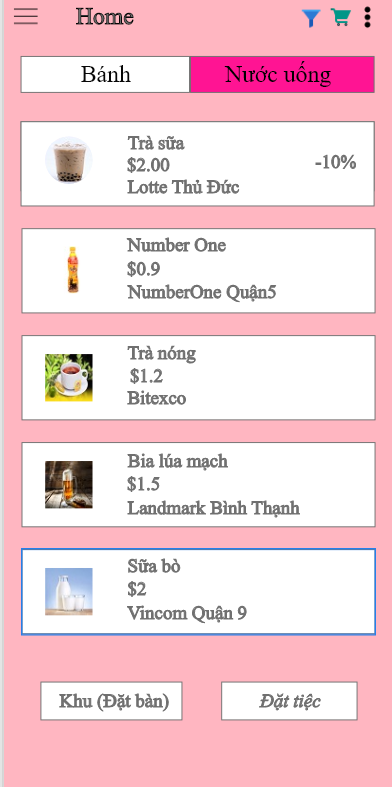 Home
Bánh
Nước uống
Trà sữa
$2.00
-10%
Lotte Thủ Đức
Number One
$0.9
NumberOne Quận5
Trà nóng
$1.2
Bitexco
Bia lúa mạch
$1.5
Landmark Bình Thạnh
Sữa bò
$2
Vincom Quận 9
Khu (Đặt bàn)
Đặt tiệc